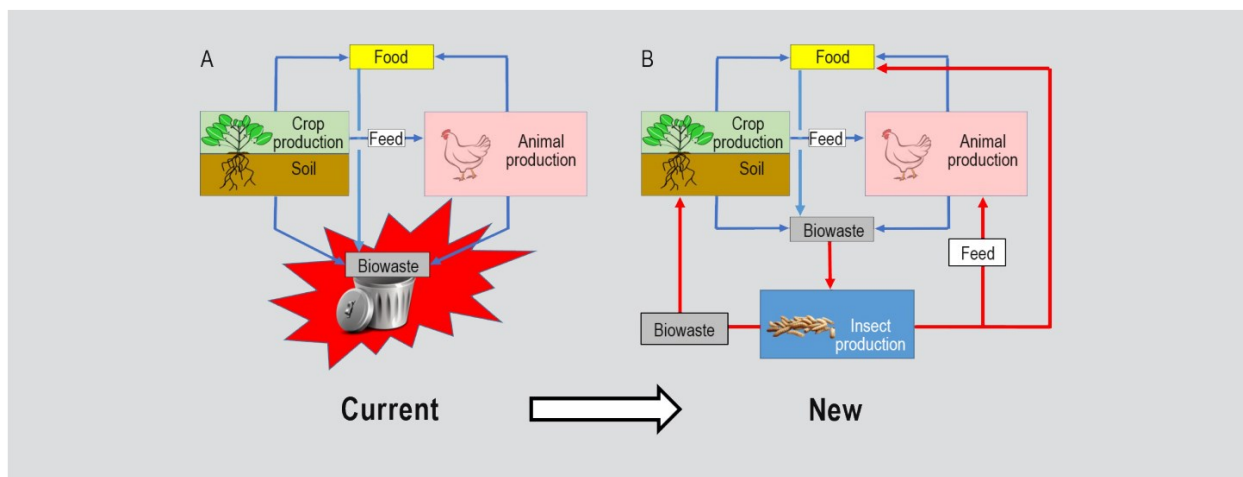 A
Food
Crop
production
Soil
Feed
Animal
production
Biowaste
Current
B
Food
Crop
production
Soil
Feed
Animal
production
Biowaste
Feed
Biowaste
Insect
production
New